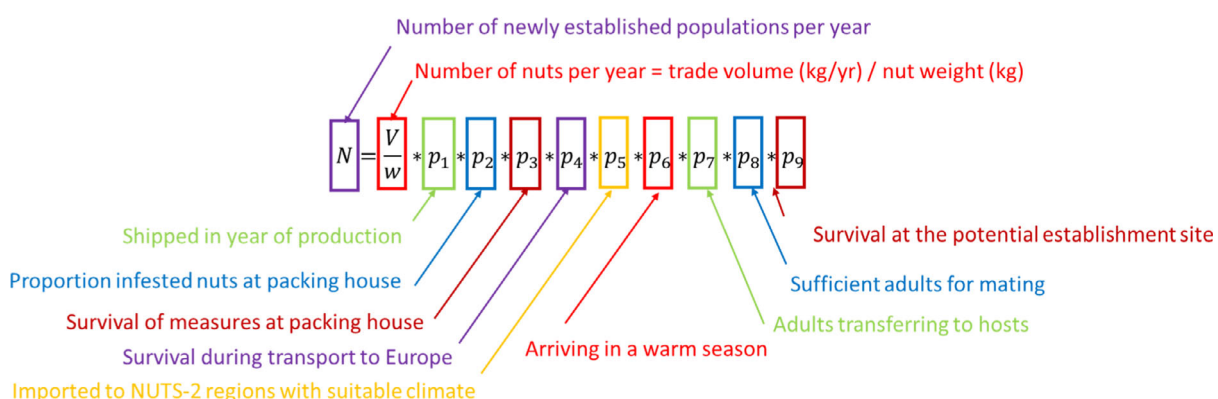 Number of newly established populations per year
Number of nuts per year = trade volume (kg/yr) / nut weight (kg)
N = V/w * p₁ * p₂ * p₃ * p₄ * p₅ * p₆ * p₇ * p₈ * p₉
Shipped in year of production
Survival at the potential establishment site
Proportion infested nuts at packing house
Sufficient adults for mating
Survival of measures at packing house
Adults transferring to hosts
Survival during transport to Europe
Arriving in a warm season
Imported to NUTS-2 regions with suitable climate